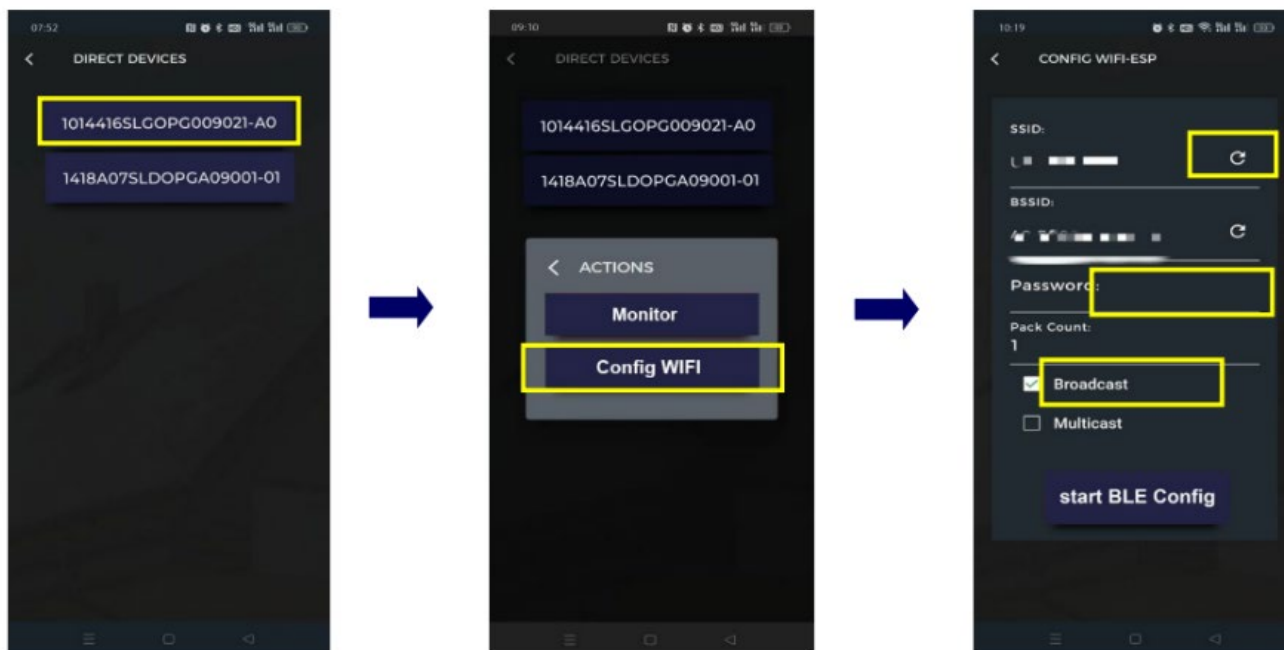 07:52
DIRECT DEVICES
1014416SLGOPG009021-A0
1418A07SLDOPGA09001-01
09:10
DIRECT DEVICES
1014416SLGOPG009021-A0
1418A07SLDOPGA09001-01
ACTIONS
Monitor
Config WIFI
10:19
CONFIG WIFI-ESP
SSID:
BSSID:
Password:
Pack Count:
1
Broadcast
Multicast
start BLE Config